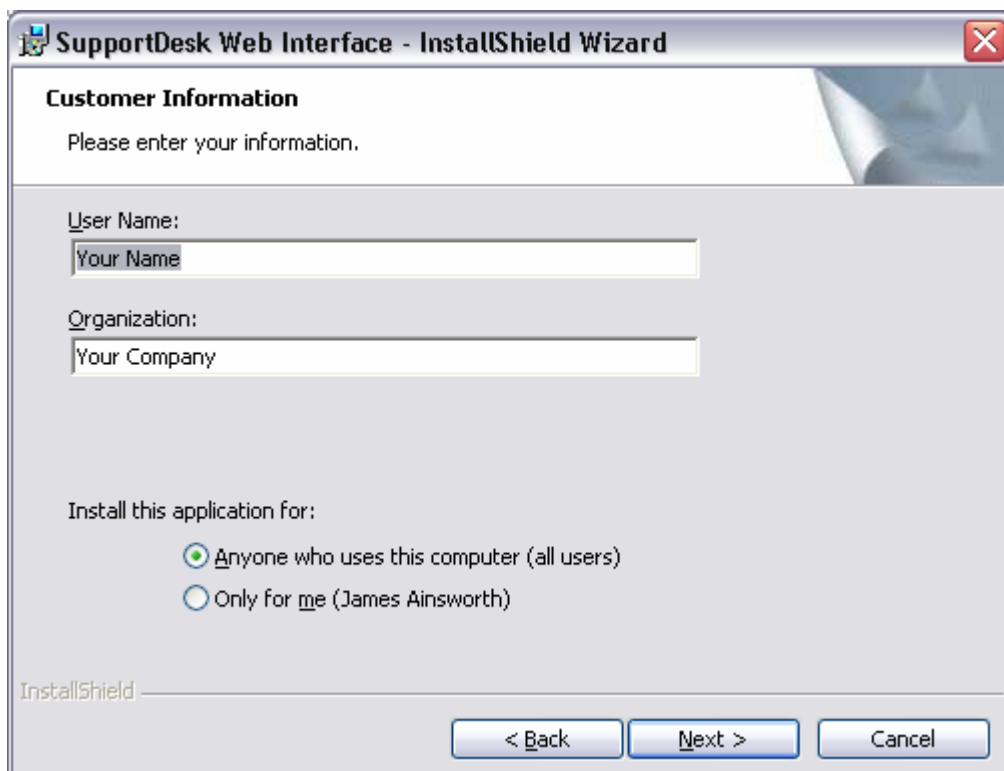 SupportDesk Web Interface - InstallShield Wizard
Customer Information
Please enter your information.
User Name:
Your Name
Organization:
Your Company
Install this application for:
Anyone who uses this computer (all users)
Only for me (James Ainsworth)
InstallShield
< Back Next > Cancel